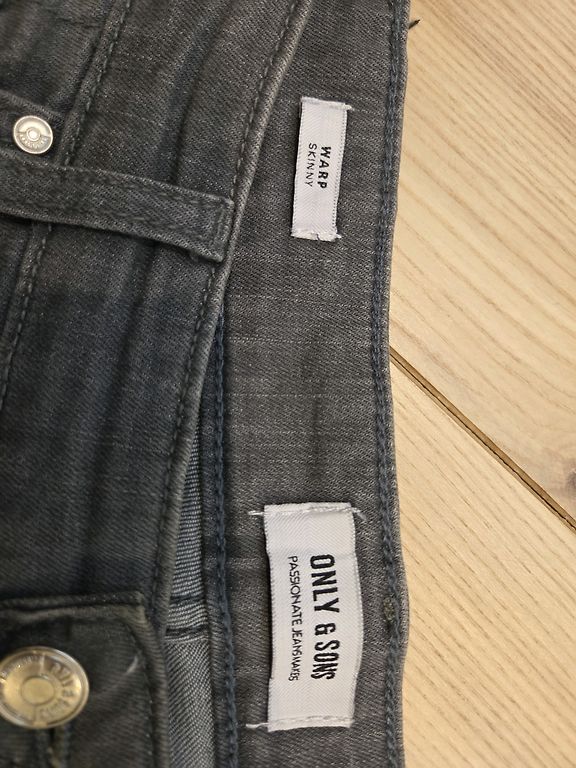 WARP
SKINNY
ONLY & SONS
PASSIONATE JEANSMAKERS